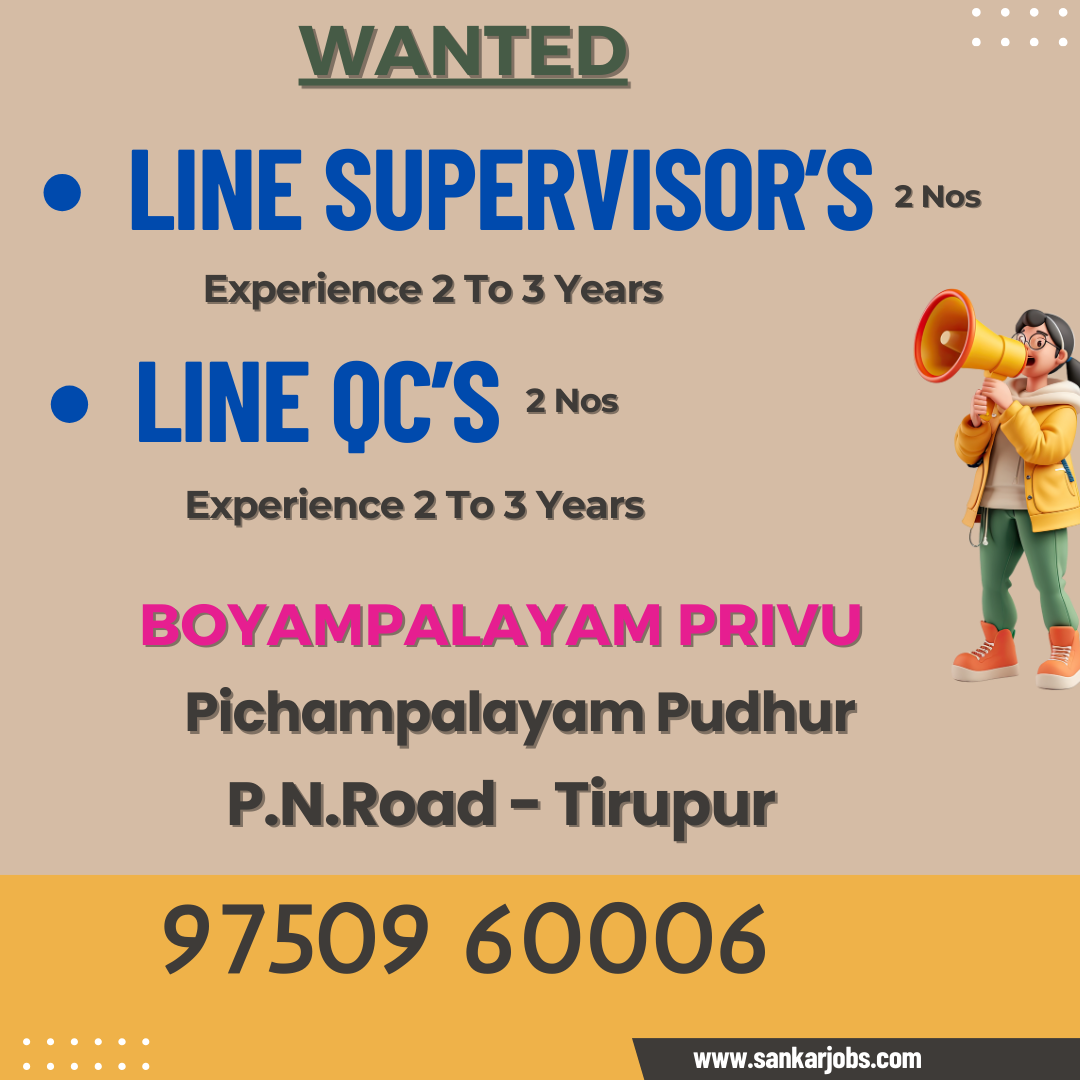 WANTED
• LINE SUPERVISOR’S 2 Nos
Experience 2 To 3 Years
• LINE QC’S 2 Nos
Experience 2 To 3 Years
BOYAMPALAYAM PRIVU
Pichampalayam Pudhur
P.N.Road - Tirupur
97509 60006
www.sankarjobs.com